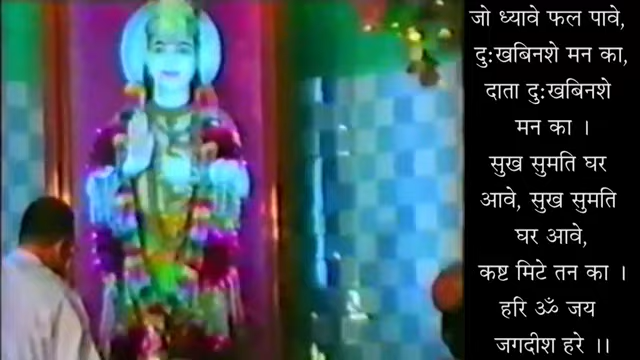 जो ध्यावे फल पावे,
दुःखबिनशे मन का,
दाता दुःखबिनशे
मन का ।
सुख सुमति घर
आवे, सुख सुमति
घर आवे,
कष्ट मिटे तन का ।
हरि ॐ जय
जगदीश हरे ।।